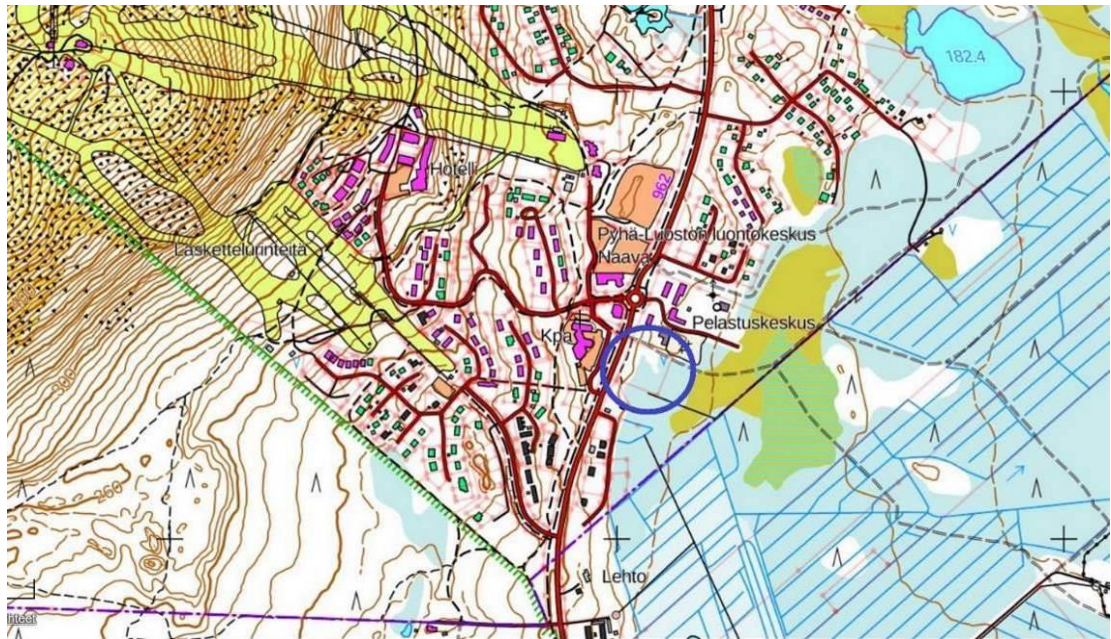 182.4
Hotelli
962
Pyhä-Luoston luontokeskus
Naava
Laskettelurinteitä
Kpa
Pelastuskeskus
260
Lehto